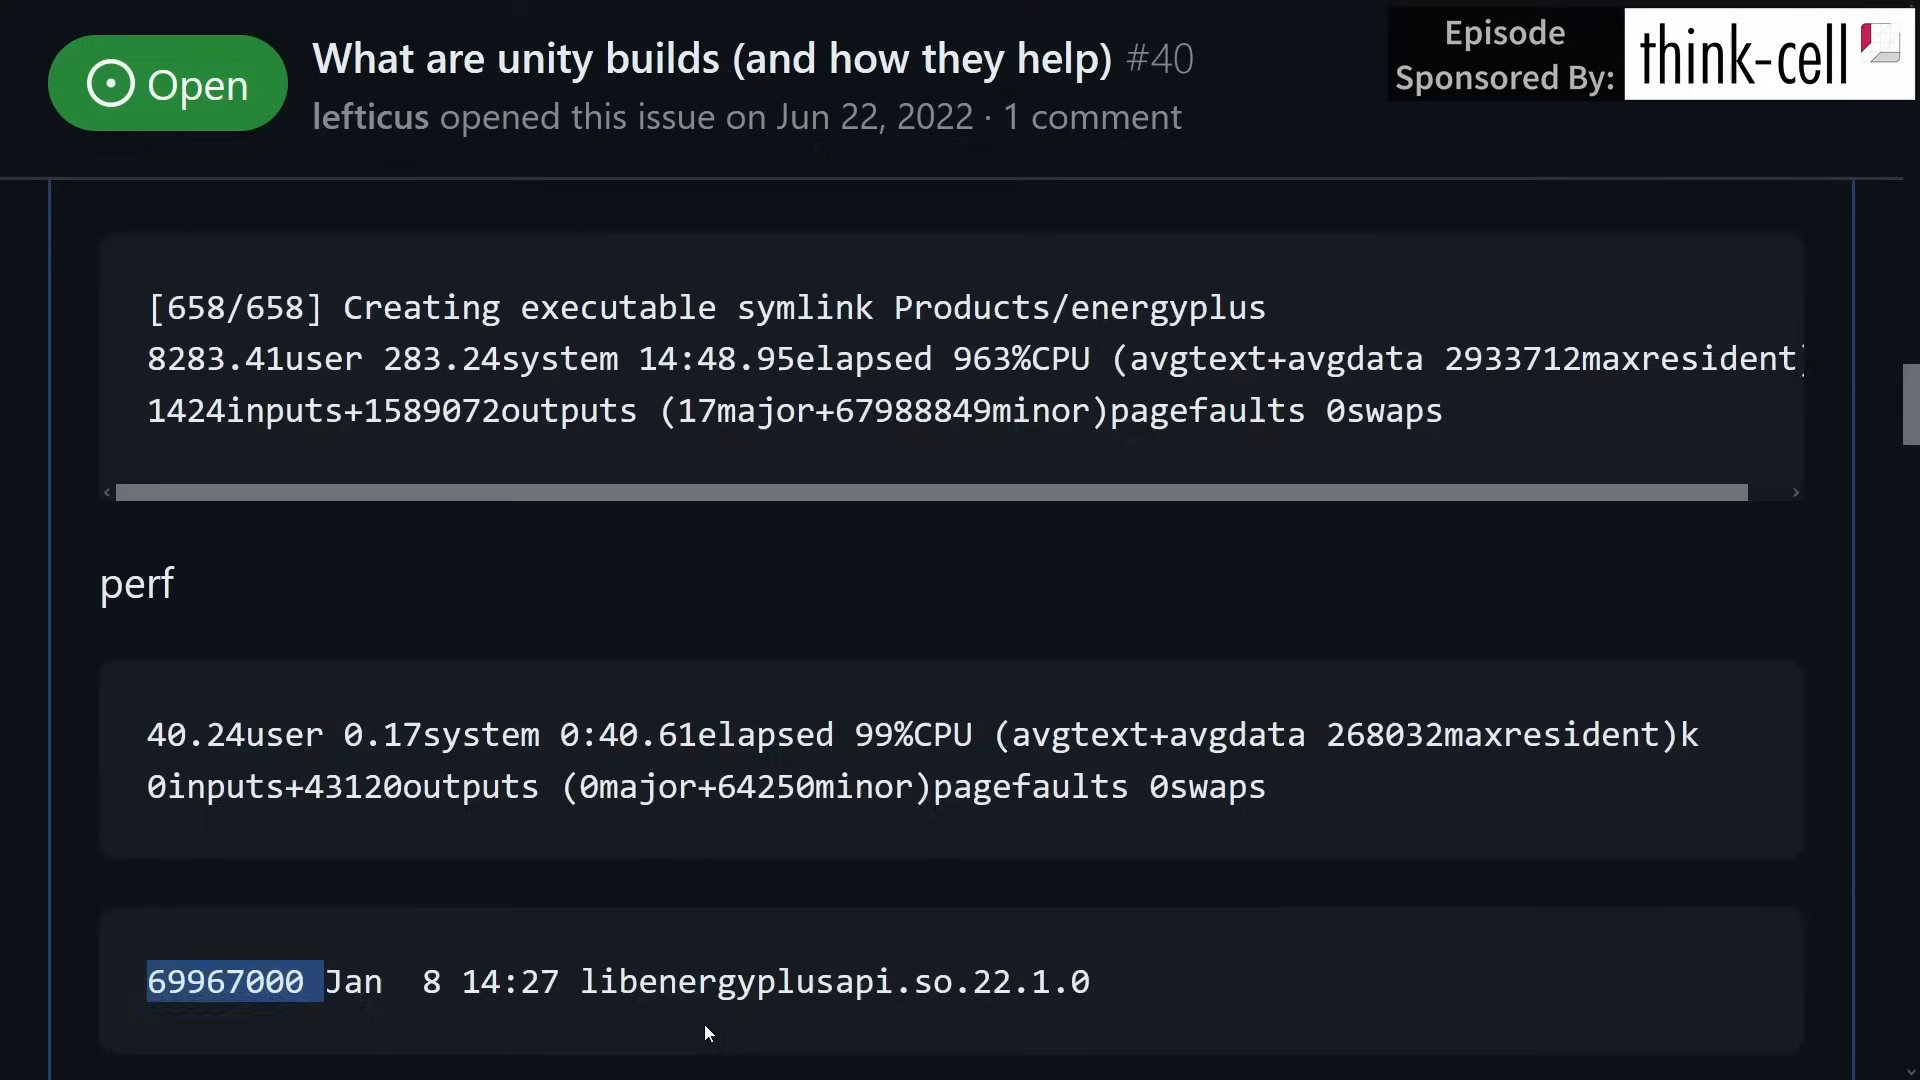 Open
What are unity builds (and how they help) #40
lefticus opened this issue on Jun 22, 2022 · 1 comment
Episode
Sponsored By:
think-cell
[658/658] Creating executable symlink Products/energyplus
8283.41user 283.24system 14:48.95elapsed 963%CPU (avgtext+avgdata 2933712maxresident)
1424inputs+1589072outputs (17major+67988849minor)pagefaults 0swaps
perf
40.24user 0.17system 0:40.61elapsed 99%CPU (avgtext+avgdata 268032maxresident)k
0inputs+43120outputs (0major+64250minor)pagefaults 0swaps
69967000 Jan  8 14:27 libenergyplusapi.so.22.1.0